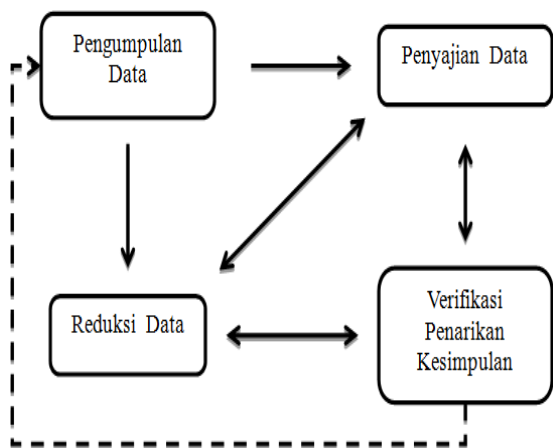 Pengumpulan
Data
Penyajian Data
Reduksi Data
Verifikasi
Penarikan
Kesimpulan